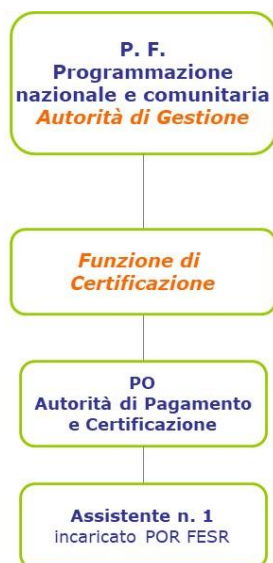 P. F.
Programmazione
nazionale e comunitaria
Autorità di Gestione
Funzione di
Certificazione
PO
Autorità di Pagamento
e Certificazione
Assistente n. 1
incaricato POR FESR